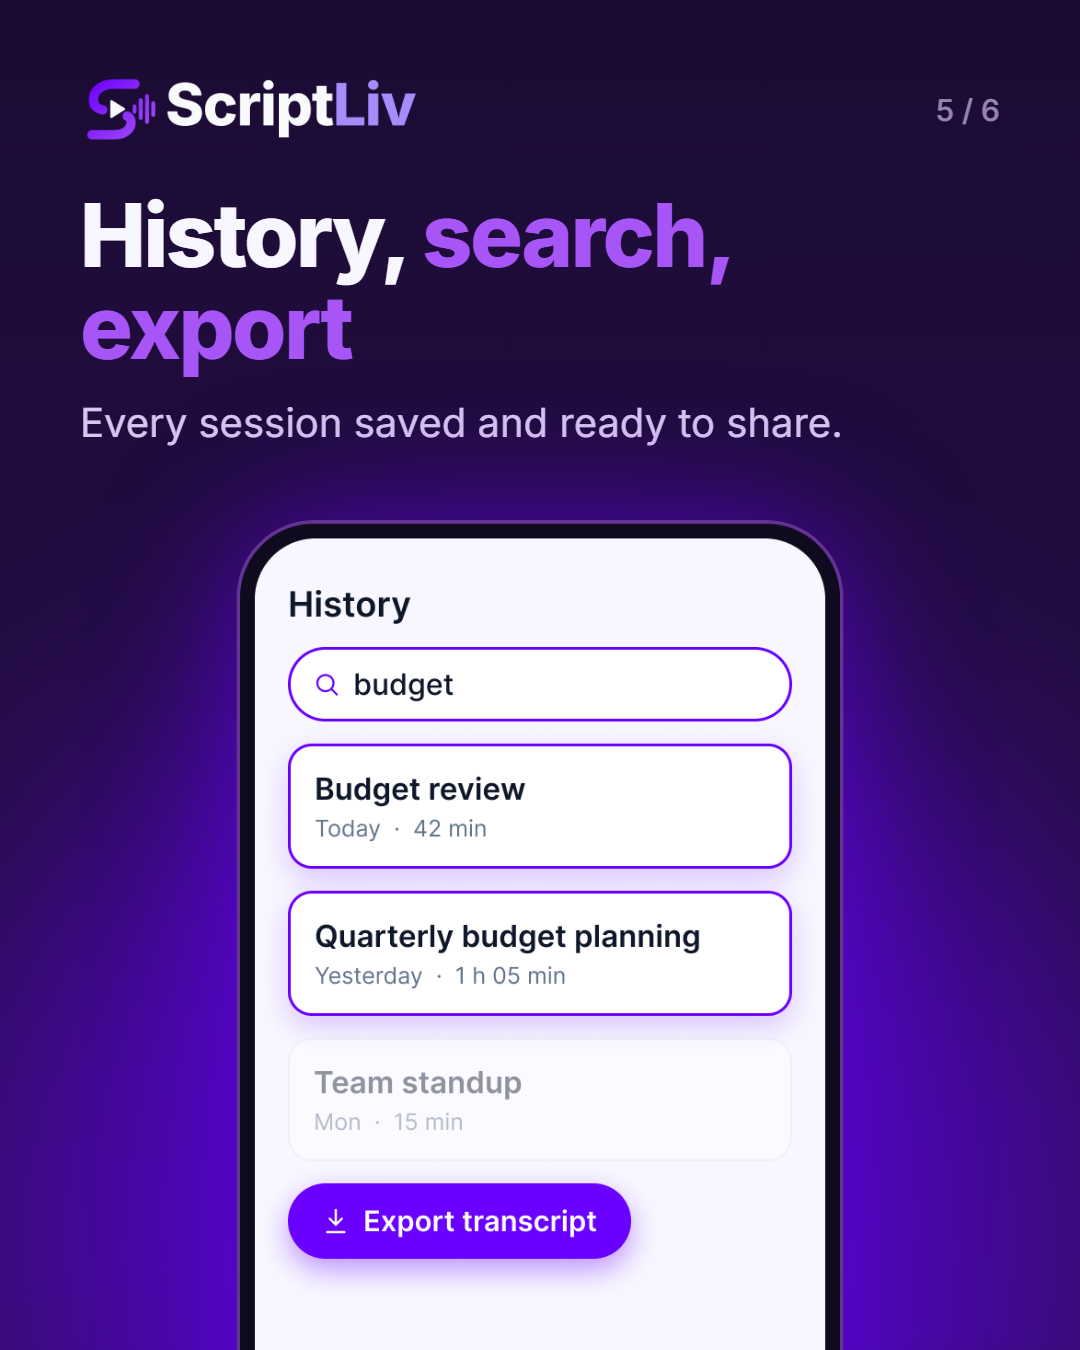 ScriptLiv
5 / 6
History, search,
export
Every session saved and ready to share.
History
budget
Budget review
Today · 42 min
Quarterly budget planning
Yesterday · 1 h 05 min
Team standup
Mon · 15 min
Export transcript